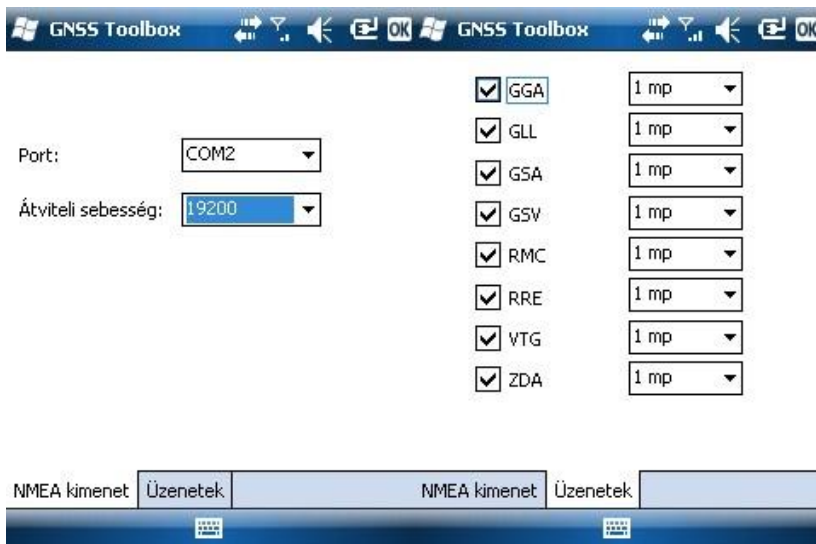 GNSS Toolbox OK
Port: COM2
Átviteli sebesség: 19200
NMEA kimenet Üzenetek
GNSS Toolbox OK
GGA 1 mp
GLL 1 mp
GSA 1 mp
GSV 1 mp
RMC 1 mp
RRE 1 mp
VTG 1 mp
ZDA 1 mp
NMEA kimenet Üzenetek